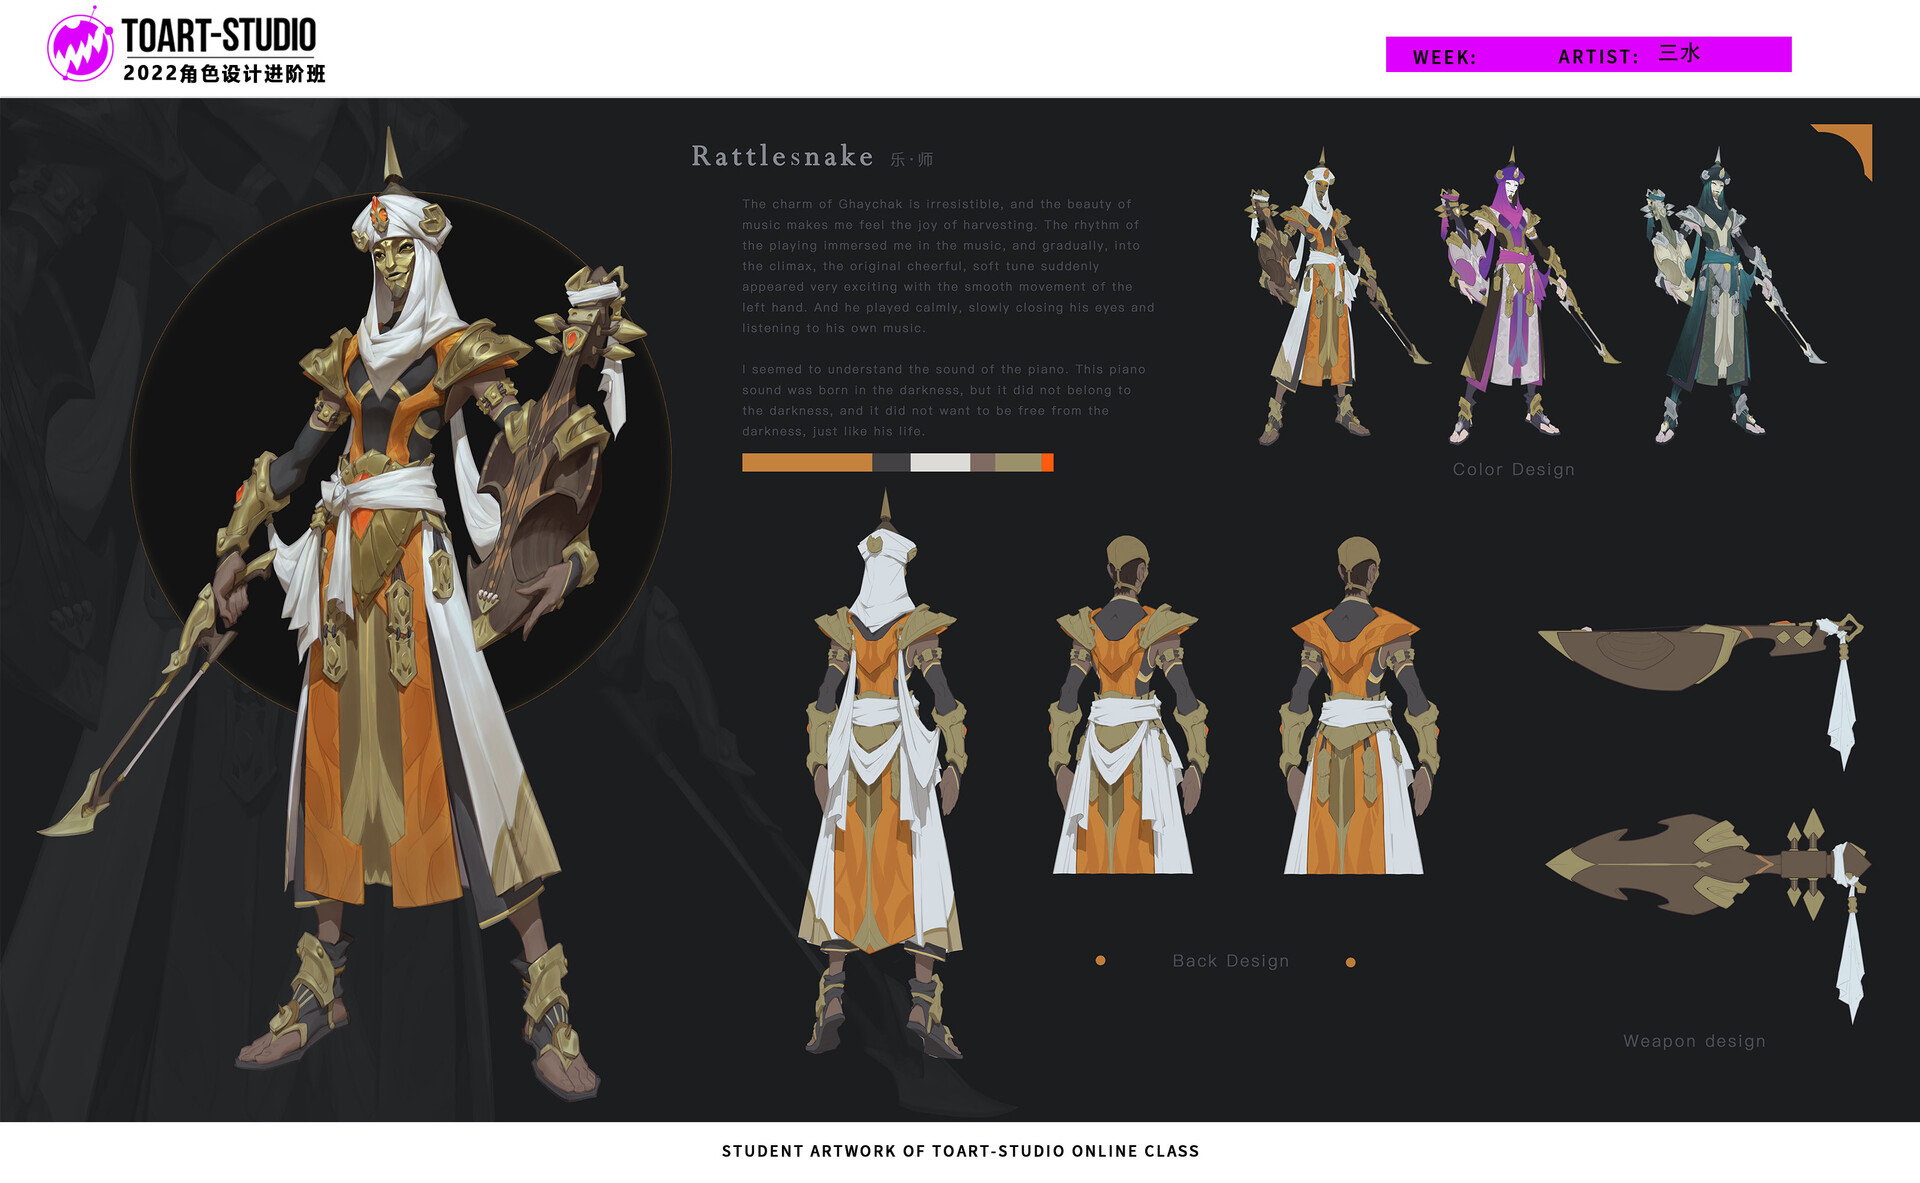 TOART-STUDIO
2022角色设计进阶班
WEEK:
ARTIST: 三水
Rattlesnake 乐·师
The charm of Ghaychak is irresistible, and the beauty of
music makes me feel the joy of harvesting. The rhythm of
the playing immersed me in the music, and gradually, into
the climax, the original cheerful, soft tune suddenly
appeared very exciting with the smooth movement of the
left hand. And he played calmly, slowly closing his eyes and
listening to his own music.
I seemed to understand the sound of the piano. This piano
sound was born in the darkness, but it did not belong to
the darkness, and it did not want to be free from the
darkness, just like his life.
Color Design
Back Design
Weapon design
STUDENT ARTWORK OF TOART-STUDIO ONLINE CLASS